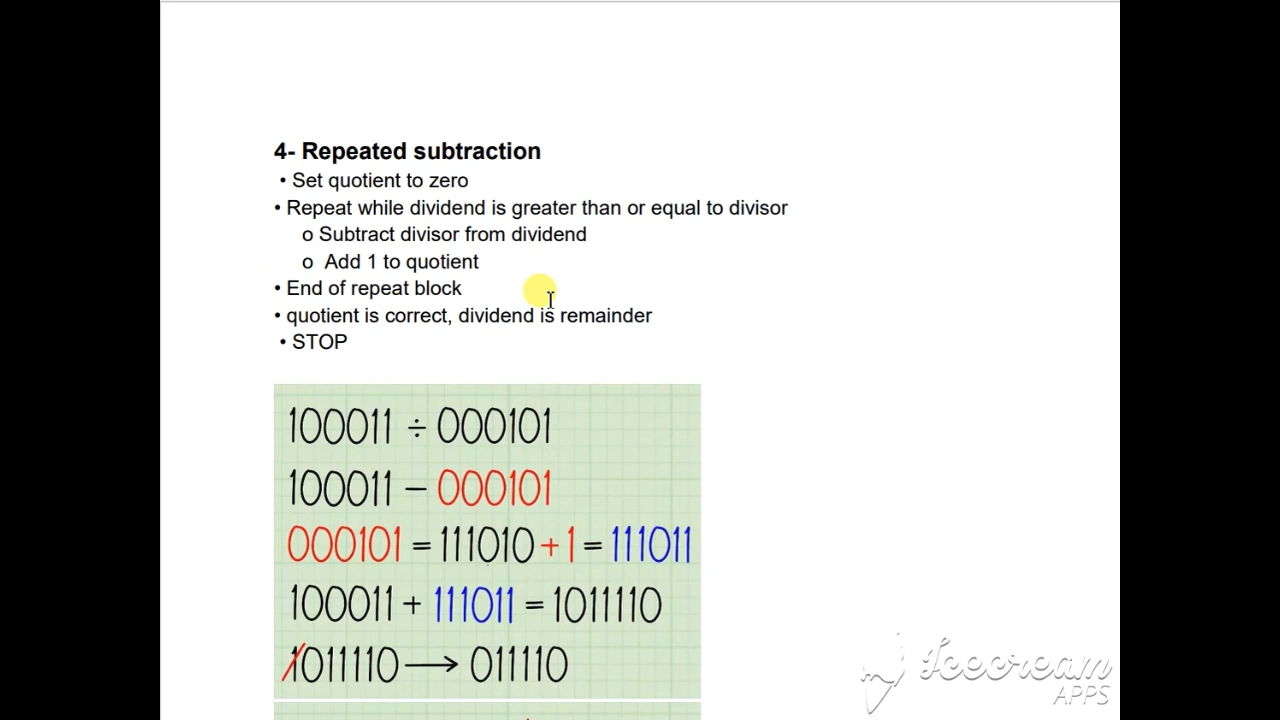 4- Repeated subtraction
• Set quotient to zero
• Repeat while dividend is greater than or equal to divisor
o Subtract divisor from dividend
o Add 1 to quotient
• End of repeat block
• quotient is correct, dividend is remainder
• STOP
100011 ÷ 000101
100011 − 000101
000101 = 111010 + 1 = 111011
100011 + 111011 = 1011110
1011110 → 011110
Icecream
APPS